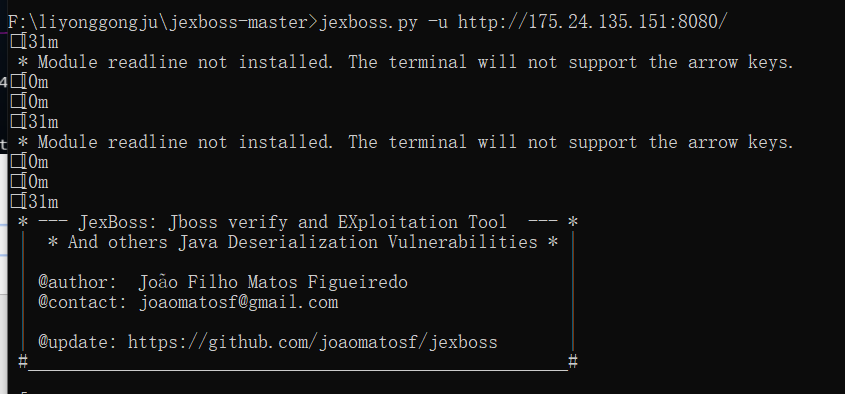 F:\liyonggongju\jexboss-master>jexboss.py -u http://175.24.135.151:8080/
[31m
* Module readline not installed. The terminal will not support the arrow keys.
[0m
[0m
[31m
* Module readline not installed. The terminal will not support the arrow keys.
[0m
[0m
[31m
* --- JexBoss: Jboss verify and EXploitation Tool  --- *
|  * And others Java Deserialization Vulnerabilities * |
| @author:  João Filho Matos Figueiredo |
| @contact: joaomatosf@gmail.com |
| @update: https://github.com/joaomatosf/jexboss |
#______________________________________________________#